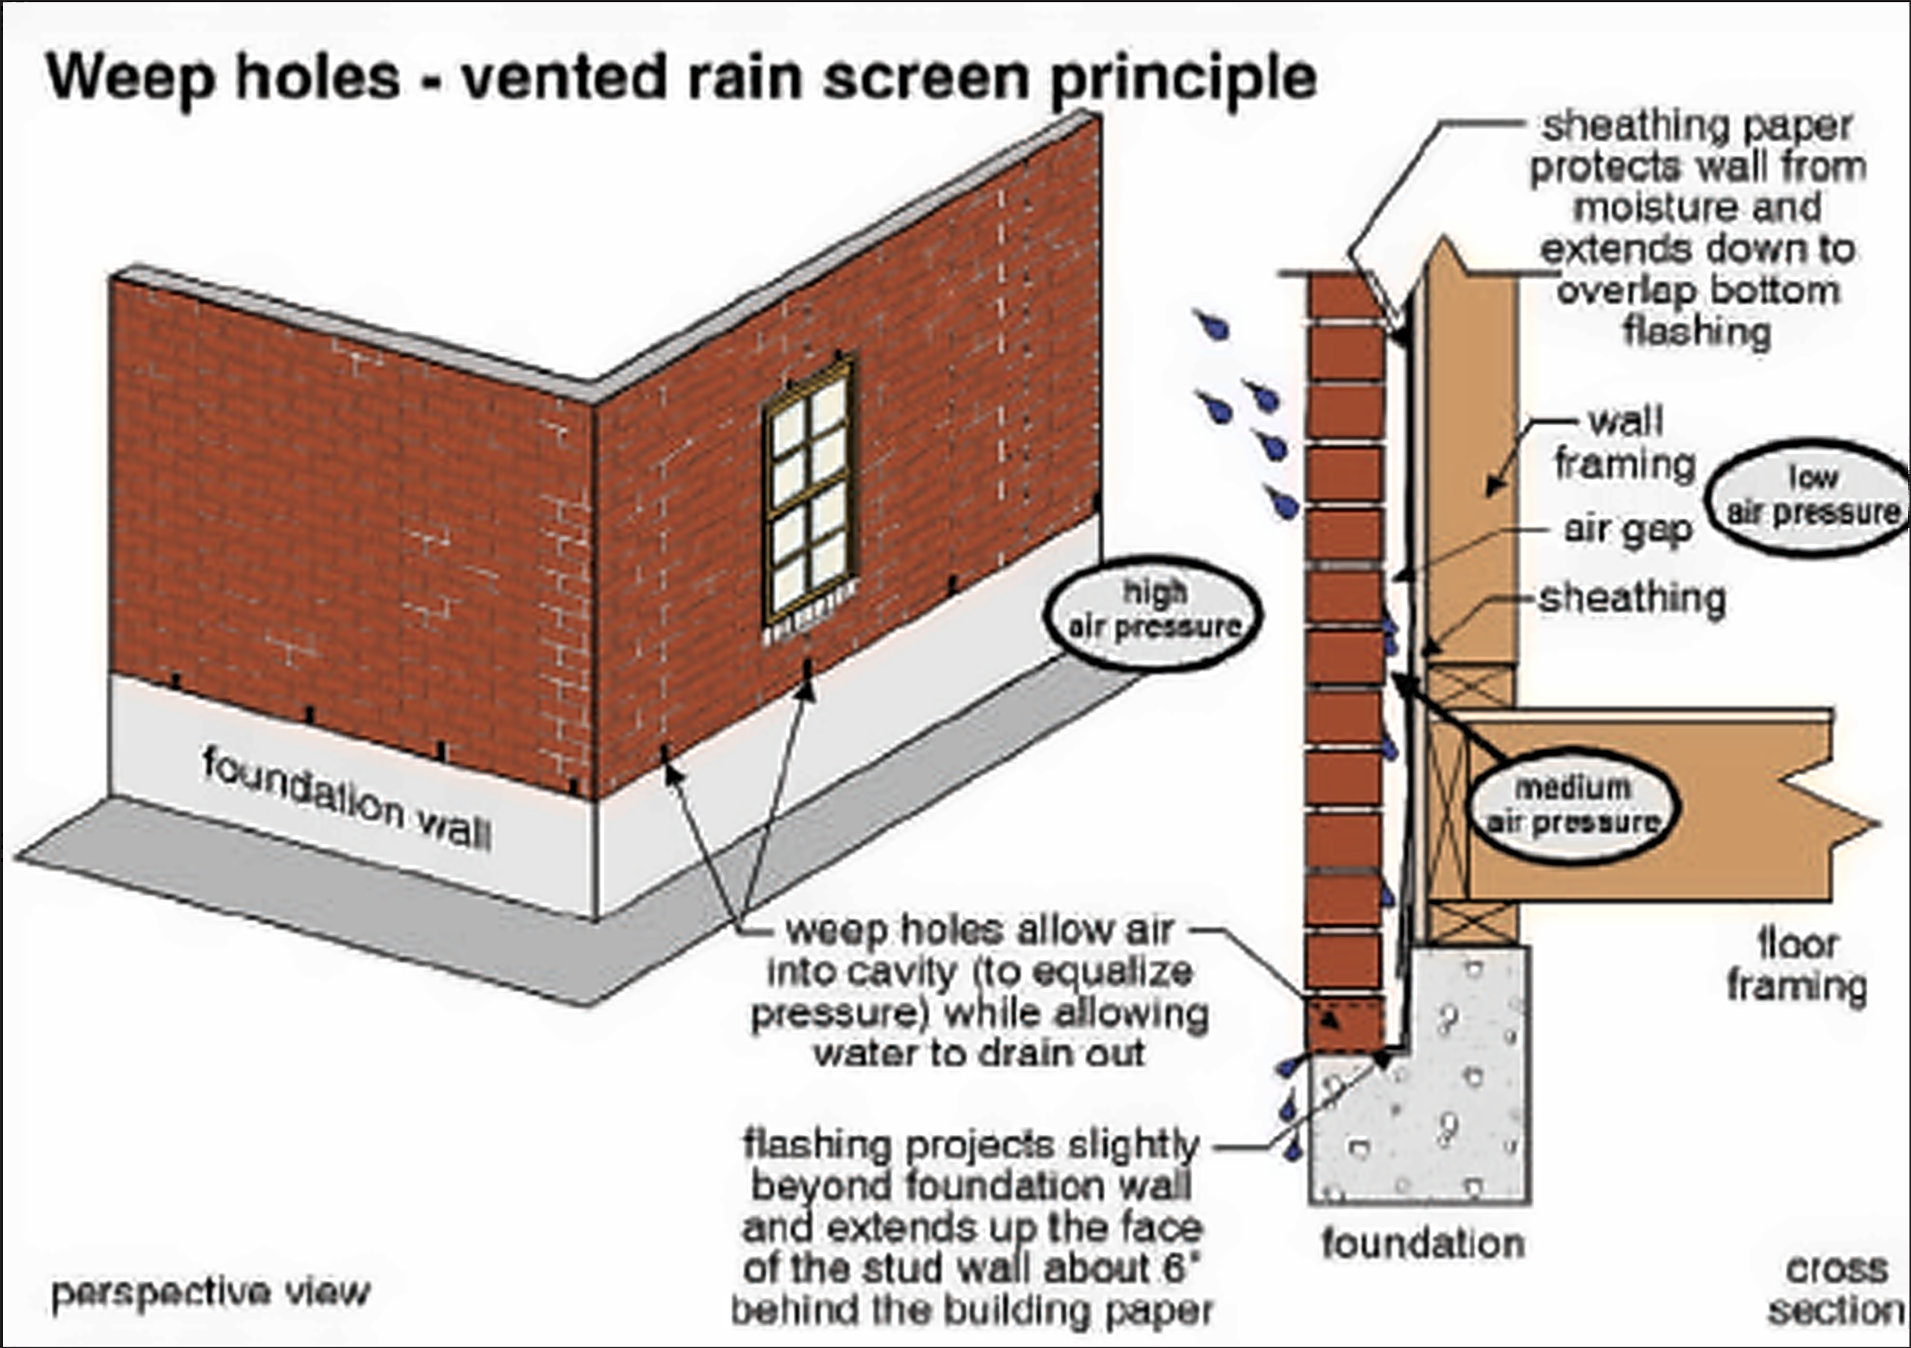 Weep holes - vented rain screen principle
sheathing paper
protects wall from
moisture and
extends down to
overlap bottom
flashing
wall
framing
low
air pressure
air gap
sheathing
high
air pressure
medium
air pressure
foundation wall
weep holes allow air
into cavity (to equalize
pressure) while allowing
water to drain out
floor
framing
flashing projects slightly
beyond foundation wall
and extends up the face
of the stud wall about 6"
behind the building paper
foundation
perspective view
cross
section